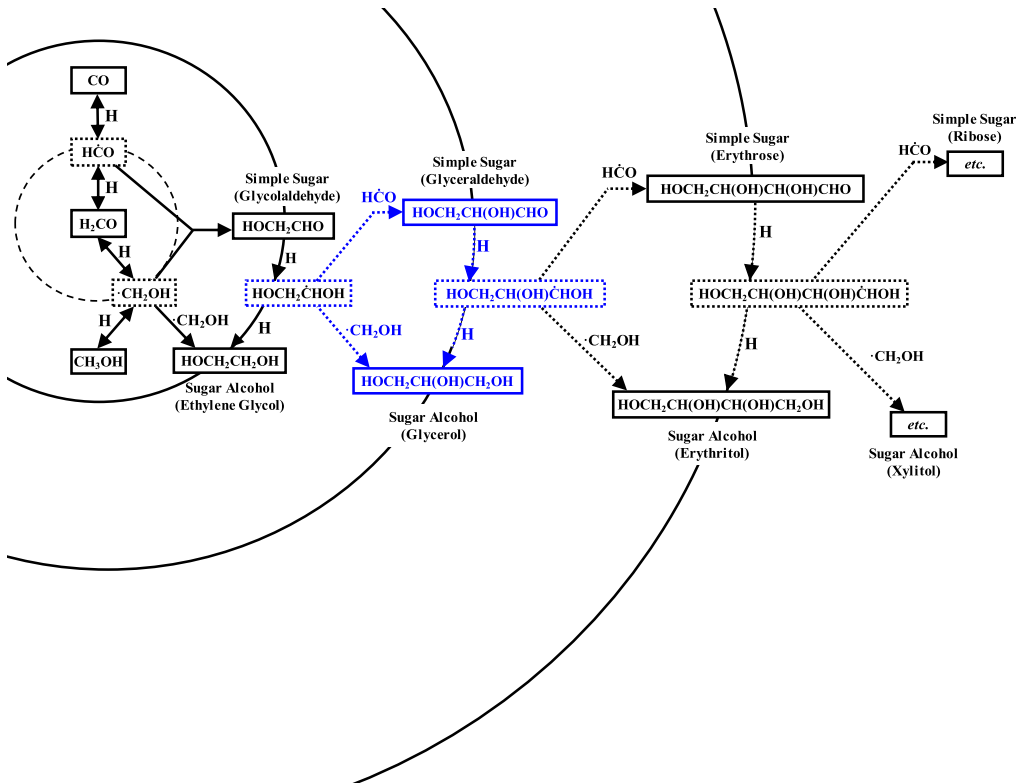 CO
H
HĊO
H
H₂CO
H
·CH₂OH
H
CH₃OH
·CH₂OH
Simple Sugar
(Glycolaldehyde)
HOCH₂CHO
H
HOCH₂ĊHOH
H
HOCH₂CH₂OH
Sugar Alcohol
(Ethylene Glycol)
HĊO
·CH₂OH
Simple Sugar
(Glyceraldehyde)
HOCH₂CH(OH)CHO
H
HOCH₂CH(OH)ĊHOH
H
HOCH₂CH(OH)CH₂OH
Sugar Alcohol
(Glycerol)
HĊO
·CH₂OH
Simple Sugar
(Erythrose)
HOCH₂CH(OH)CH(OH)CHO
H
HOCH₂CH(OH)CH(OH)ĊHOH
H
HOCH₂CH(OH)CH(OH)CH₂OH
Sugar Alcohol
(Erythritol)
HĊO
·CH₂OH
Simple Sugar
(Ribose)
etc.
etc.
Sugar Alcohol
(Xylitol)